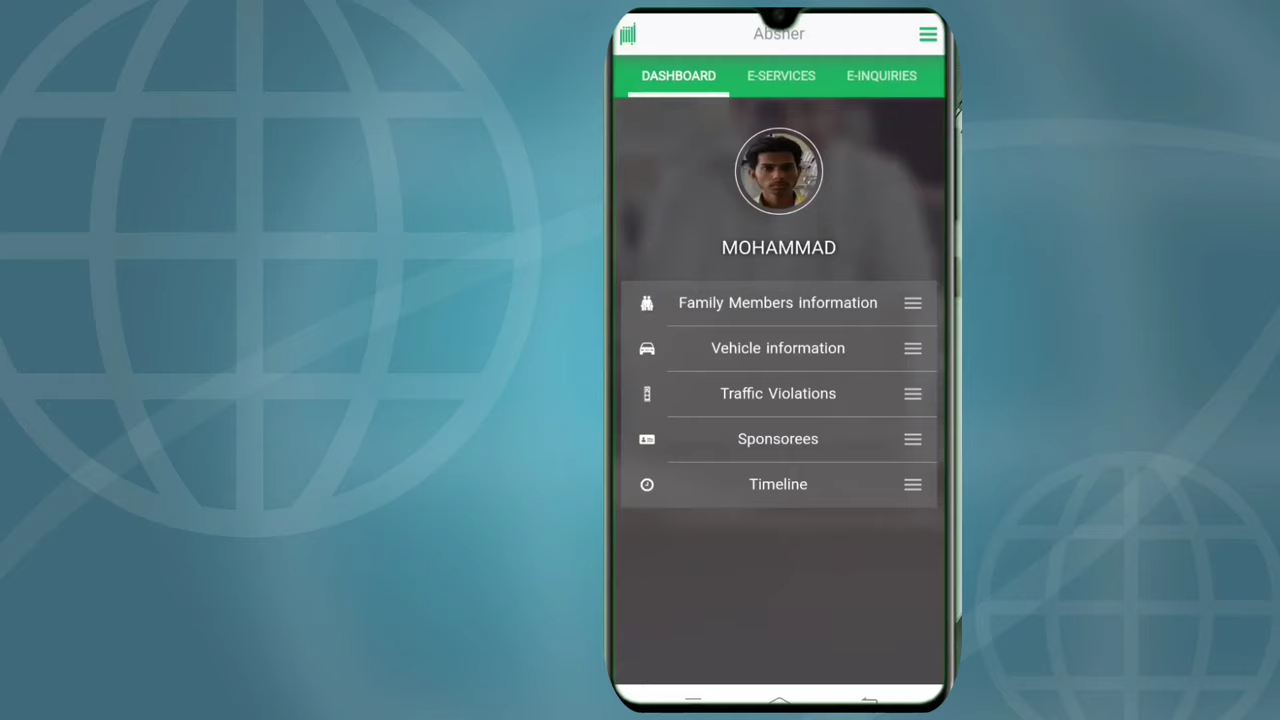 Absher
DASHBOARD E-SERVICES E-INQUIRIES
MOHAMMAD
Family Members information
Vehicle information
Traffic Violations
Sponsorees
Timeline